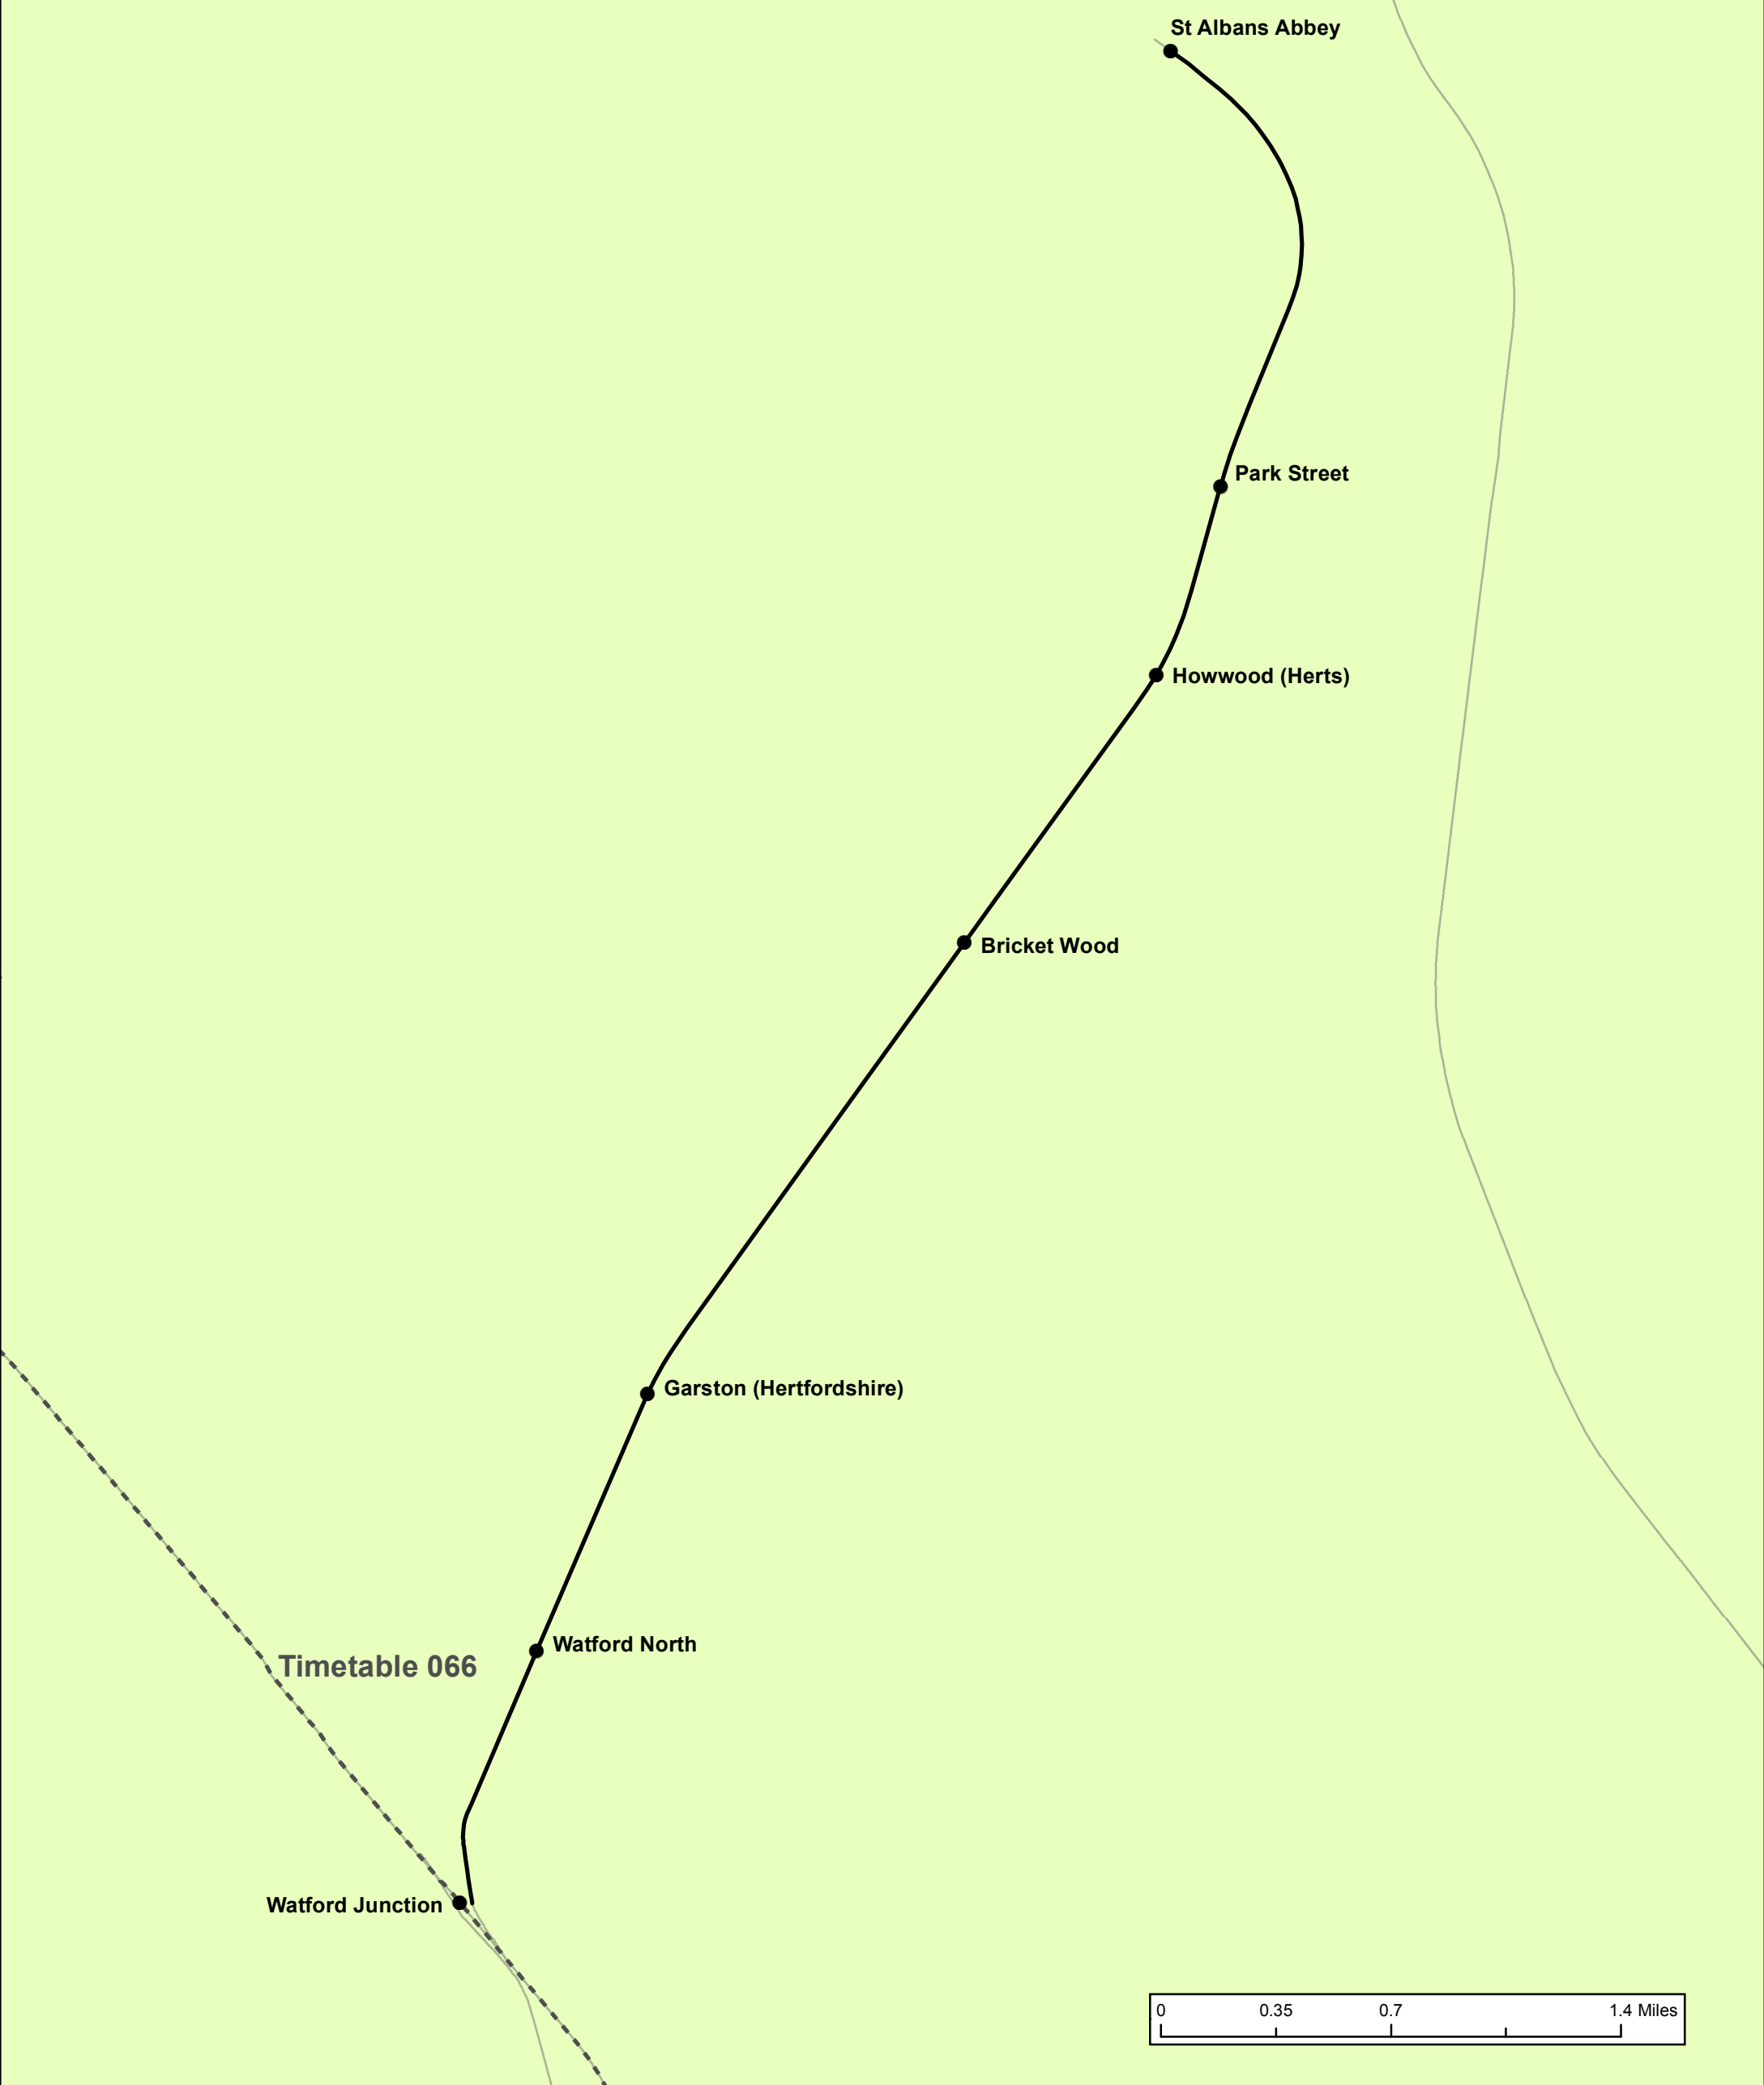 St Albans Abbey
Park Street
Howwood (Herts)
Bricket Wood
Garston (Hertfordshire)
Watford North
Timetable 066
Watford Junction
0 0.35 0.7 1.4 Miles